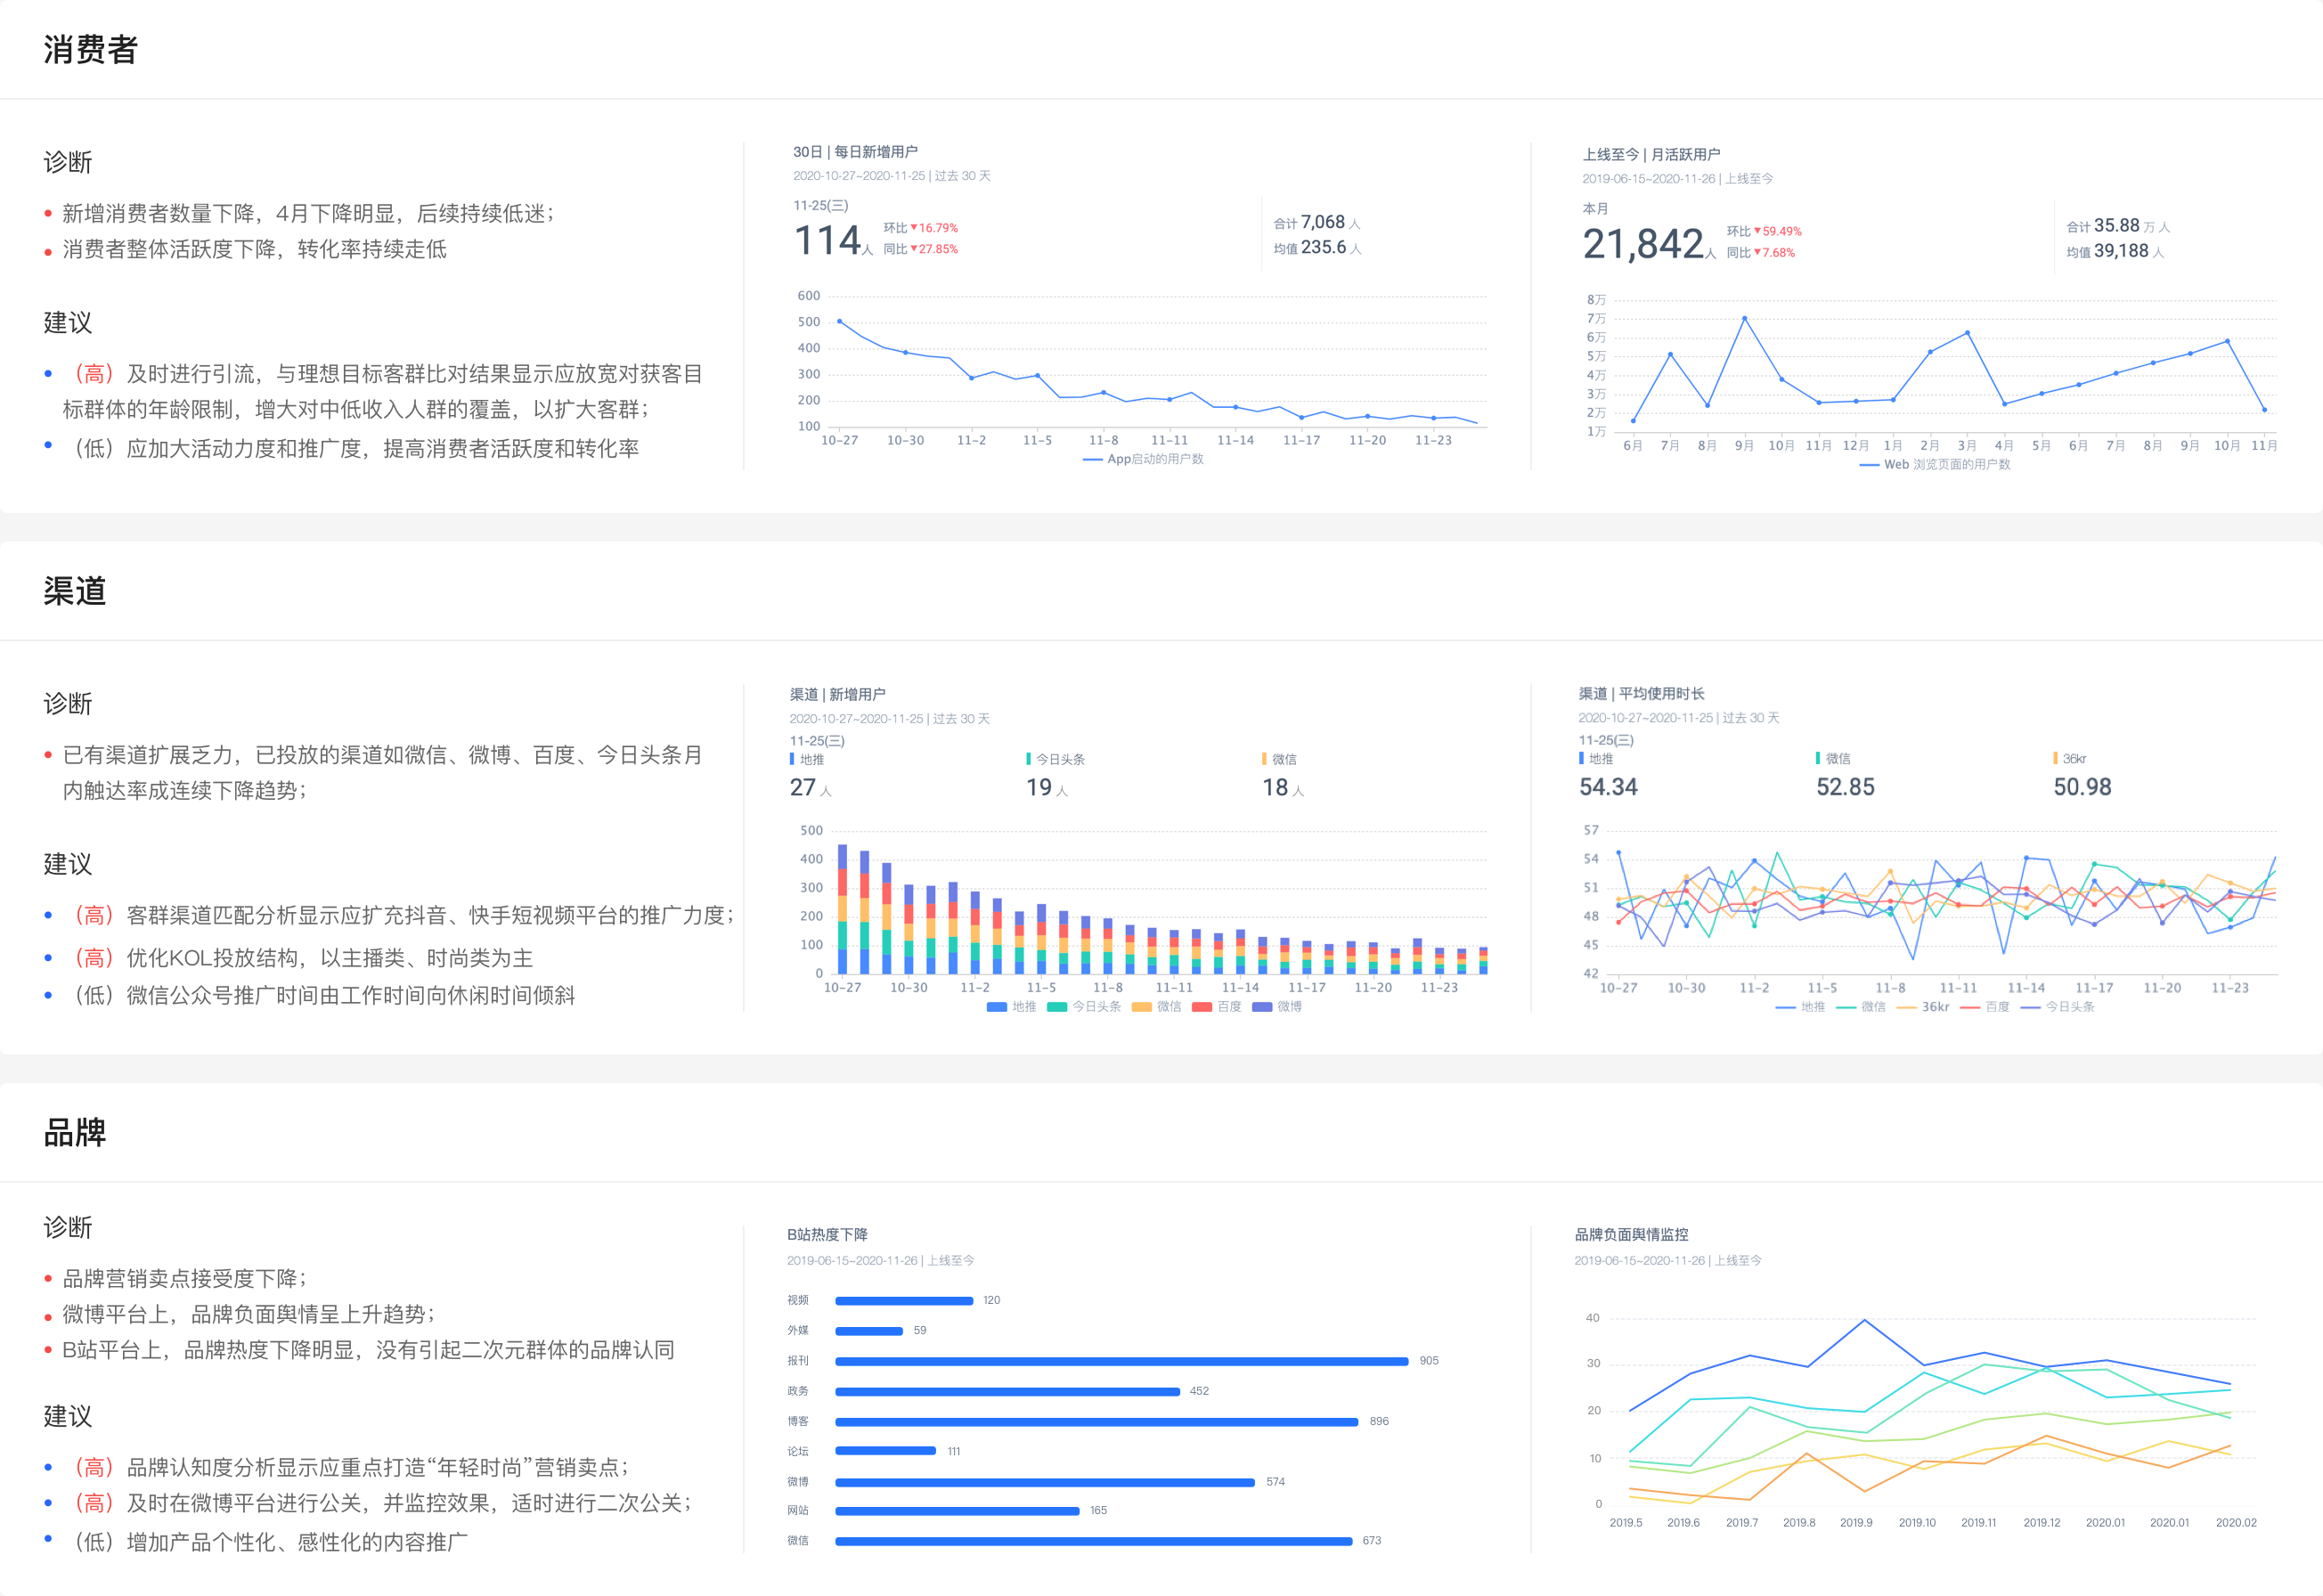 消费者
诊断
新增消费者数量下降，4月下降明显，后续持续低迷；
消费者整体活跃度下降，转化率持续走低
建议
（高）及时进行引流，与理想目标客群比对结果显示应放宽对获客目
标群体的年龄限制，增大对中低收入人群的覆盖，以扩大客群；
（低）应加大活动力度和推广度，提高消费者活跃度和转化率
30日 | 每日新增用户
2020-10-27~2020-11-25 | 过去 30 天
11-25(三)
114人 环比▼16.79%
同比▼27.85%
合计 7,068 人
均值 235.6 人
600
500
400
300
200
100
10-27 10-30 11-2 11-5 11-8 11-11 11-14 11-17 11-20 11-23
App启动的用户数
上线至今 | 月活跃用户
2019-06-15~2020-11-26 | 上线至今
本月
21,842人 环比▼59.49%
同比▼7.68%
合计 35.88 万 人
均值 39,188 人
8万
7万
6万
5万
4万
3万
2万
1万
6月 7月 8月 9月 10月 11月 12月 1月 2月 3月 4月 5月 6月 7月 8月 9月 10月 11月
Web 浏览页面的用户数
渠道
诊断
已有渠道扩展乏力，已投放的渠道如微信、微博、百度、今日头条月
内触达率成连续下降趋势；
建议
（高）客群渠道匹配分析显示应扩充抖音、快手短视频平台的推广力度；
（高）优化KOL投放结构，以主播类、时尚类为主
（低）微信公众号推广时间由工作时间向休闲时间倾斜
渠道 | 新增用户
2020-10-27~2020-11-25 | 过去 30 天
11-25(三)
地推 今日头条 微信
27 人 19 人 18 人
500
400
300
200
100
0
10-27 10-30 11-2 11-5 11-8 11-11 11-14 11-17 11-20 11-23
地推 今日头条 微信 百度 微博
渠道 | 平均使用时长
2020-10-27~2020-11-25 | 过去 30 天
11-25(三)
地推 微信 36kr
54.34 52.85 50.98
57
54
51
48
45
42
10-27 10-30 11-2 11-5 11-8 11-11 11-14 11-17 11-20 11-23
地推 微信 36kr 百度 今日头条
品牌
诊断
品牌营销卖点接受度下降；
微博平台上，品牌负面舆情呈上升趋势；
B站平台上，品牌热度下降明显，没有引起二次元群体的品牌认同
建议
（高）品牌认知度分析显示应重点打造“年轻时尚”营销卖点；
（高）及时在微博平台进行公关，并监控效果，适时进行二次公关；
（低）增加产品个性化、感性化的内容推广
B站热度下降
2019-06-15~2020-11-26 | 上线至今
视频 120
外媒 59
报刊 905
政务 452
博客 896
论坛 111
微博 574
网站 165
微信 673
品牌负面舆情监控
2019-06-15~2020-11-26 | 上线至今
40
30
20
10
0
2019.5 2019.6 2019.7 2019.8 2019.9 2019.10 2019.11 2019.12 2020.01 2020.01 2020.02